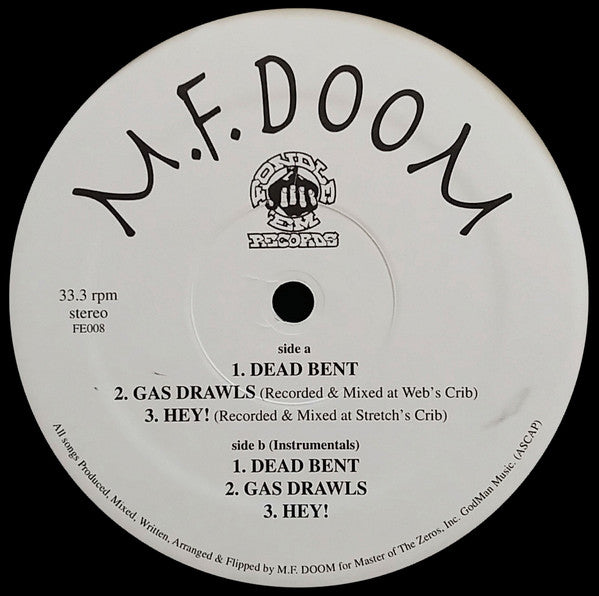 M.F. DOOM
FONDLE
'EM
RECORDS
33.3 rpm
stereo
FE008
side a
1. DEAD BENT
2. GAS DRAWLS (Recorded & Mixed at Web's Crib)
3. HEY! (Recorded & Mixed at Stretch's Crib)
side b (Instrumentals)
1. DEAD BENT
2. GAS DRAWLS
3. HEY!
All songs Produced, Mixed, Written, Arranged & Flipped by M.F. DOOM for Master of The Zeros, Inc. GodMan Music. (ASCAP)